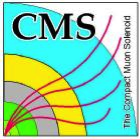 CMS
The Compact Muon Solenoid